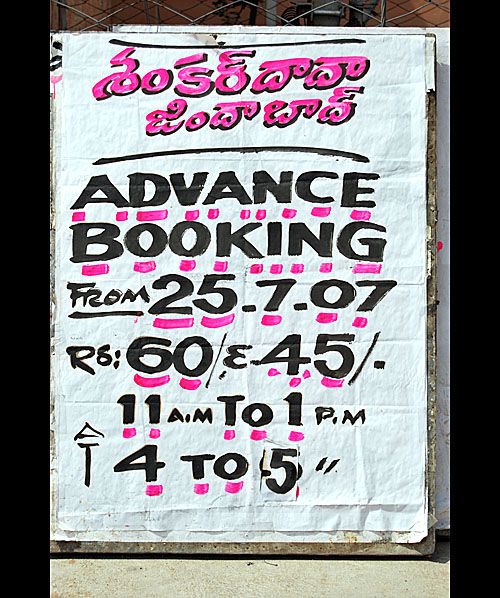 శంకర్ దాదా
జిందాబాద్
ADVANCE
BOOKING
FROM 25.7.07
RS: 60/& 45/.
11 A.M TO 1 P.M
4 TO 5 "